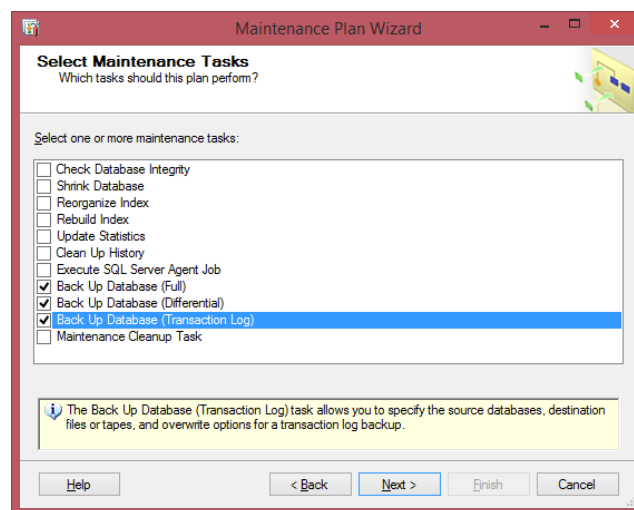 Maintenance Plan Wizard
Select Maintenance Tasks
Which tasks should this plan perform?
Select one or more maintenance tasks:
Check Database Integrity
Shrink Database
Reorganize Index
Rebuild Index
Update Statistics
Clean Up History
Execute SQL Server Agent Job
Back Up Database (Full)
Back Up Database (Differential)
Back Up Database (Transaction Log)
Maintenance Cleanup Task
The Back Up Database (Transaction Log) task allows you to specify the source databases, destination
files or tapes, and overwrite options for a transaction log backup.
Help < Back Next > Finish Cancel